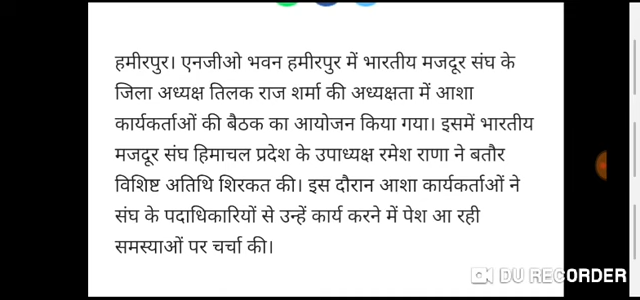 हमीरपुर। एनजीओ भवन हमीरपुर में भारतीय मजदूर संघ के
जिला अध्यक्ष तिलक राज शर्मा की अध्यक्षता में आशा
कार्यकर्ताओं की बैठक का आयोजन किया गया। इसमें भारतीय
मजदूर संघ हिमाचल प्रदेश के उपाध्यक्ष रमेश राणा ने बतौर
विशिष्ट अतिथि शिरकत की। इस दौरान आशा कार्यकर्ताओं ने
संघ के पदाधिकारियों से उन्हें कार्य करने में पेश आ रही
समस्याओं पर चर्चा की।
DU RECORDER